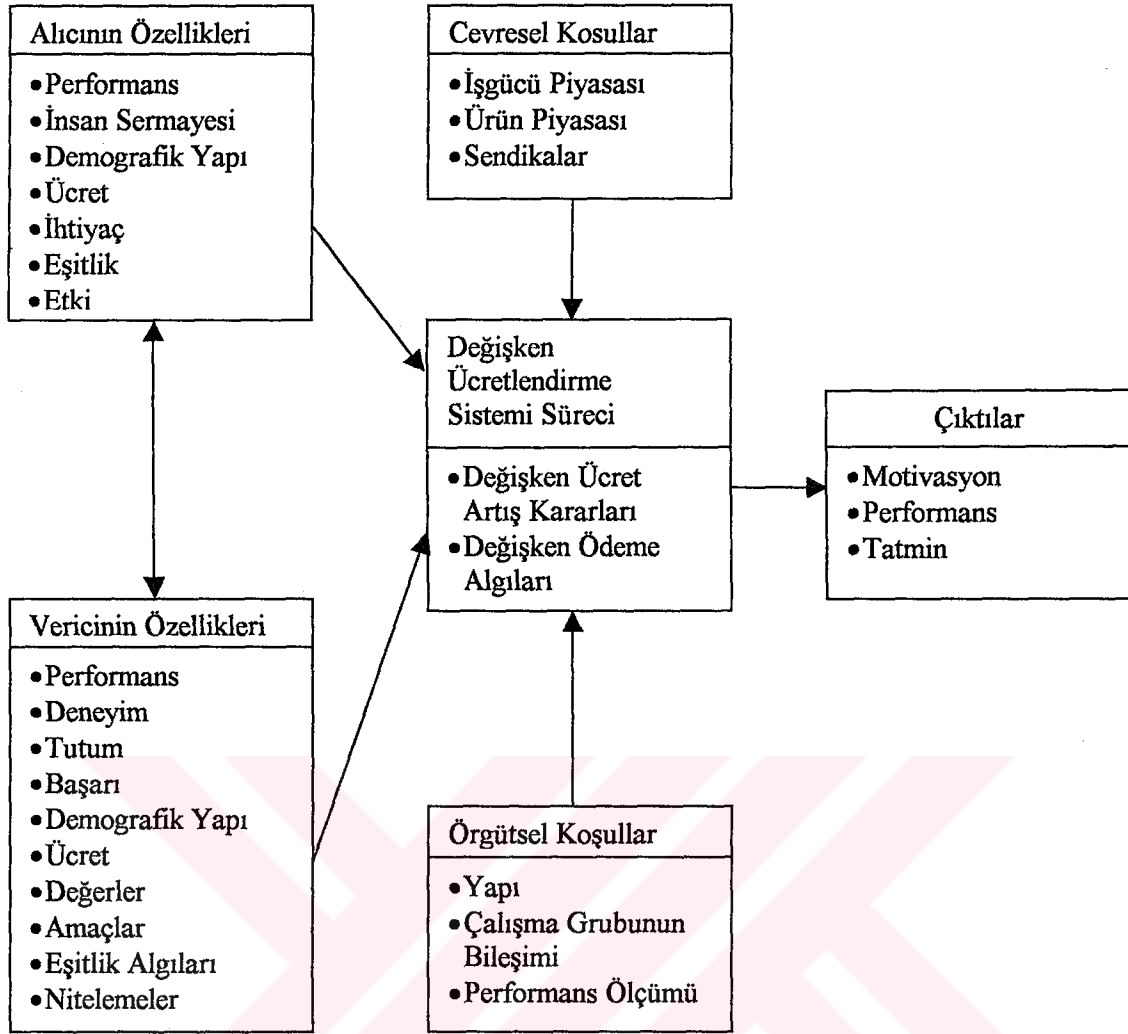 Alıcının Özellikleri
•Performans
•İnsan Sermayesi
•Demografik Yapı
•Ücret
•İhtiyaç
•Eşitlik
•Etki
Cevresel Kosullar
•İşgücü Piyasası
•Ürün Piyasası
•Sendikalar
Değişken
Ücretlendirme
Sistemi Süreci
•Değişken Ücret
Artış Kararları
•Değişken Ödeme
Algıları
Çıktılar
•Motivasyon
•Performans
•Tatmin
Vericinin Özellikleri
•Performans
•Deneyim
•Tutum
•Başarı
•Demografik Yapı
•Ücret
•Değerler
•Amaçlar
•Eşitlik Algıları
•Nitelemeler
Örgütsel Koşullar
•Yapı
•Çalışma Grubunun
Bileşimi
•Performans Ölçümü